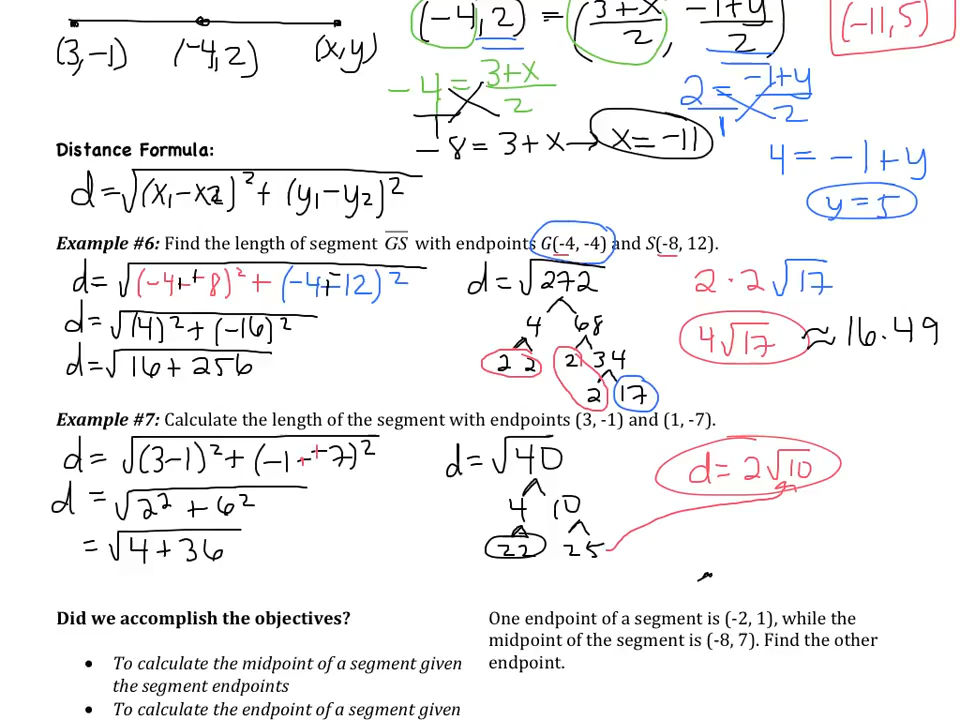 (-4, 2) = (3+x/2, -1+y/2)
(-11, 5)
(3, -1) (-4, 2) (x, y)
-4 = 3+x/2
2/1 = -1+y/2
-8 = 3 + x → x = -11
4 = -1 + y
y = 5
Distance Formula:
d = √(x₁ - x₂)² + (y₁ - y₂)²
Example #6: Find the length of segment GS with endpoints G(-4, -4) and S(-8, 12).
d = √(-4 - + 8)² + (-4 - 12)²
d = √(4)² + (-16)²
d = √16 + 256
d = √272
4 68
2 2 2 34
2 17
2 · 2 √17
4√17 ≈ 16.49
Example #7: Calculate the length of the segment with endpoints (3, -1) and (1, -7).
d = √(3 - 1)² + (-1 + + 7)²
d = √2² + 6²
= √4 + 36
d = √40
4 10
2 2 2 5
d = 2√10
Did we accomplish the objectives?
• To calculate the midpoint of a segment given
the segment endpoints
• To calculate the endpoint of a segment given
One endpoint of a segment is (-2, 1), while the
midpoint of the segment is (-8, 7). Find the other
endpoint.